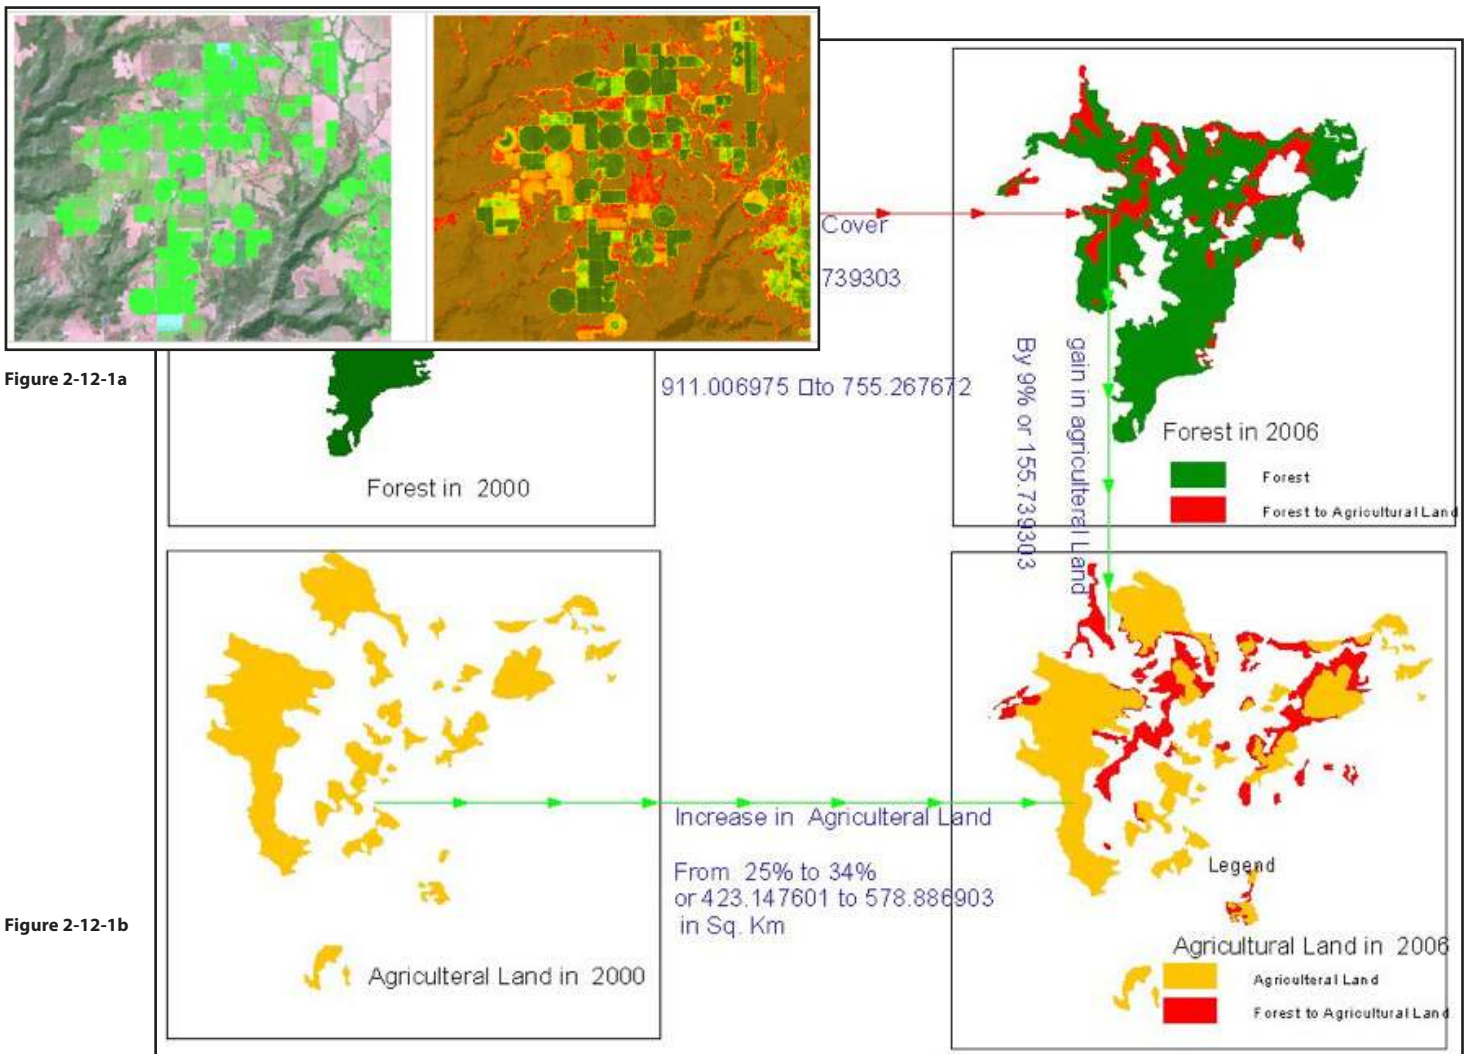 Cover
739303
Figure 2-12-1a
911.006975 □to 755.267672
Forest in 2000
gain in agriculteral Land
By 9% or 155.739303
Forest in 2006
Forest
Forest to Agricultural Land
Increase in Agriculteral Land
From 25% to 34%
or 423.147601 to 578.886903
in Sq. Km
Figure 2-12-1b
Agriculteral Land in 2000
Legend
Agricultural Land in 2006
Agriculteral Land
Forest to Agricultural Land